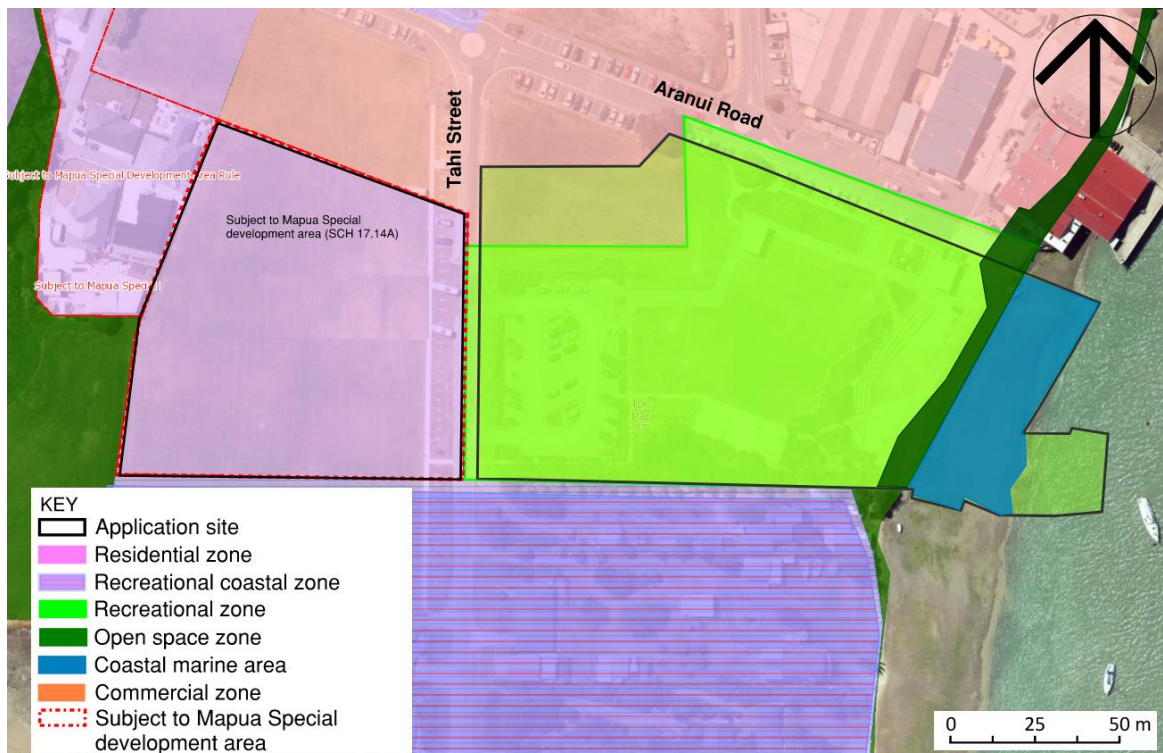 Aranui Road
Tahi Street
Subject to Mapua Special Development Area Rule
Subject to Mapua Special
development area (SCH 17.14A)
Subject to Mapua Special
TDC
KEY
Application site
Residential zone
Recreational coastal zone
Recreational zone
Open space zone
Coastal marine area
Commercial zone
Subject to Mapua Special
development area
0 25 50 m